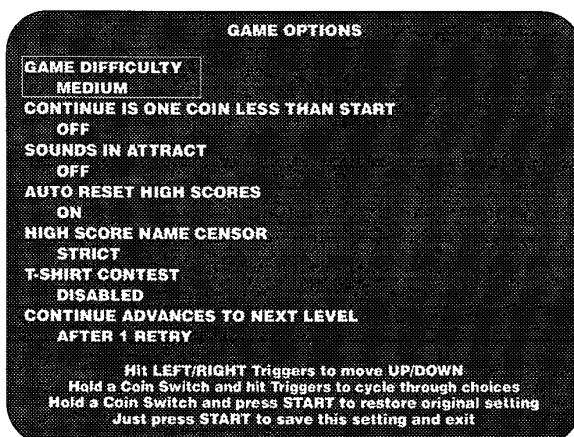 GAME OPTIONS
GAME DIFFICULTY
MEDIUM
CONTINUE IS ONE COIN LESS THAN START
OFF
SOUNDS IN ATTRACT
OFF
AUTO RESET HIGH SCORES
ON
HIGH SCORE NAME CENSOR
STRICT
T-SHIRT CONTEST
DISABLED
CONTINUE ADVANCES TO NEXT LEVEL
AFTER 1 RETRY
Hit LEFT/RIGHT Triggers to move UP/DOWN
Hold a Coin Switch and hit Triggers to cycle through choices
Hold a Coin Switch and press START to restore original setting
Just press START to save this setting and exit